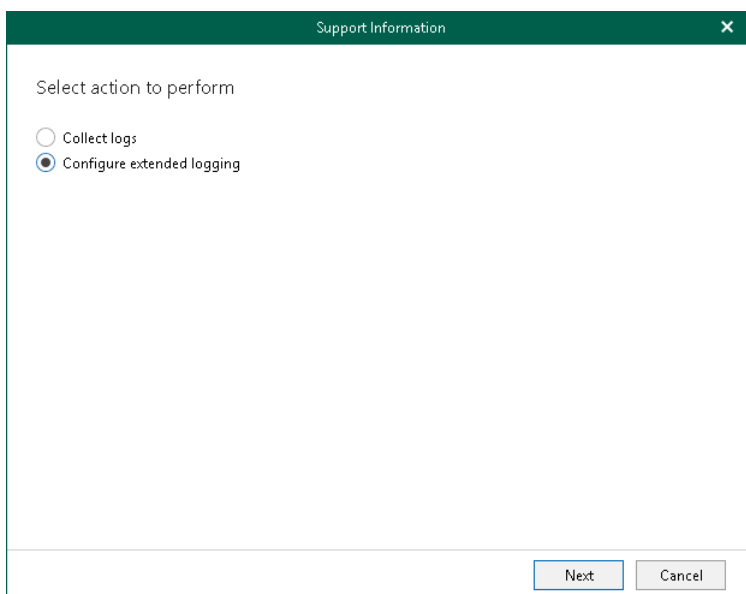 Support Information
Select action to perform
Collect logs
Configure extended logging
Next
Cancel